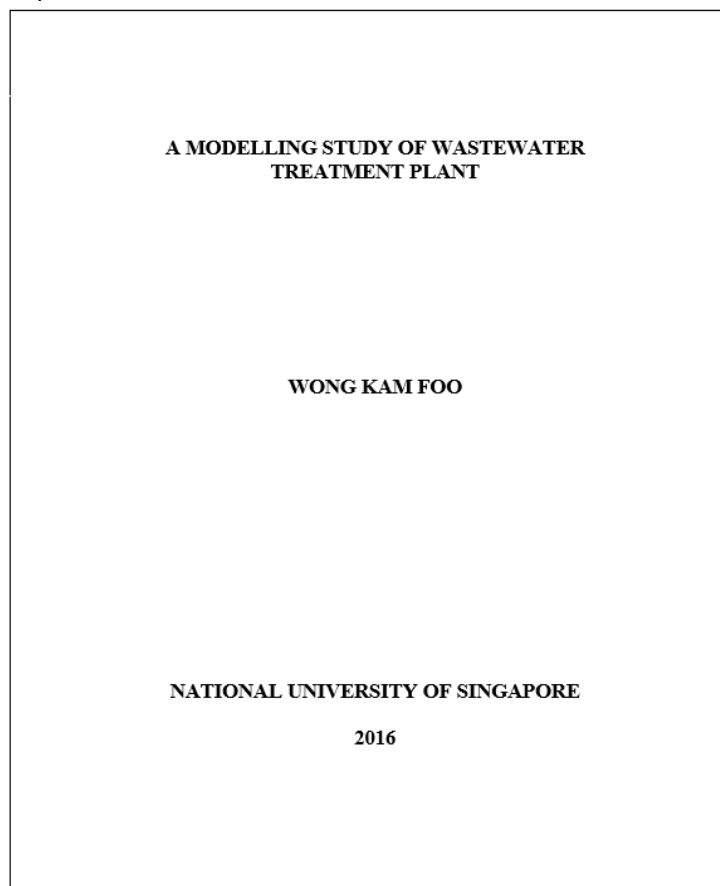 A MODELLING STUDY OF WASTEWATER
TREATMENT PLANT
WONG KAM FOO
NATIONAL UNIVERSITY OF SINGAPORE
2016